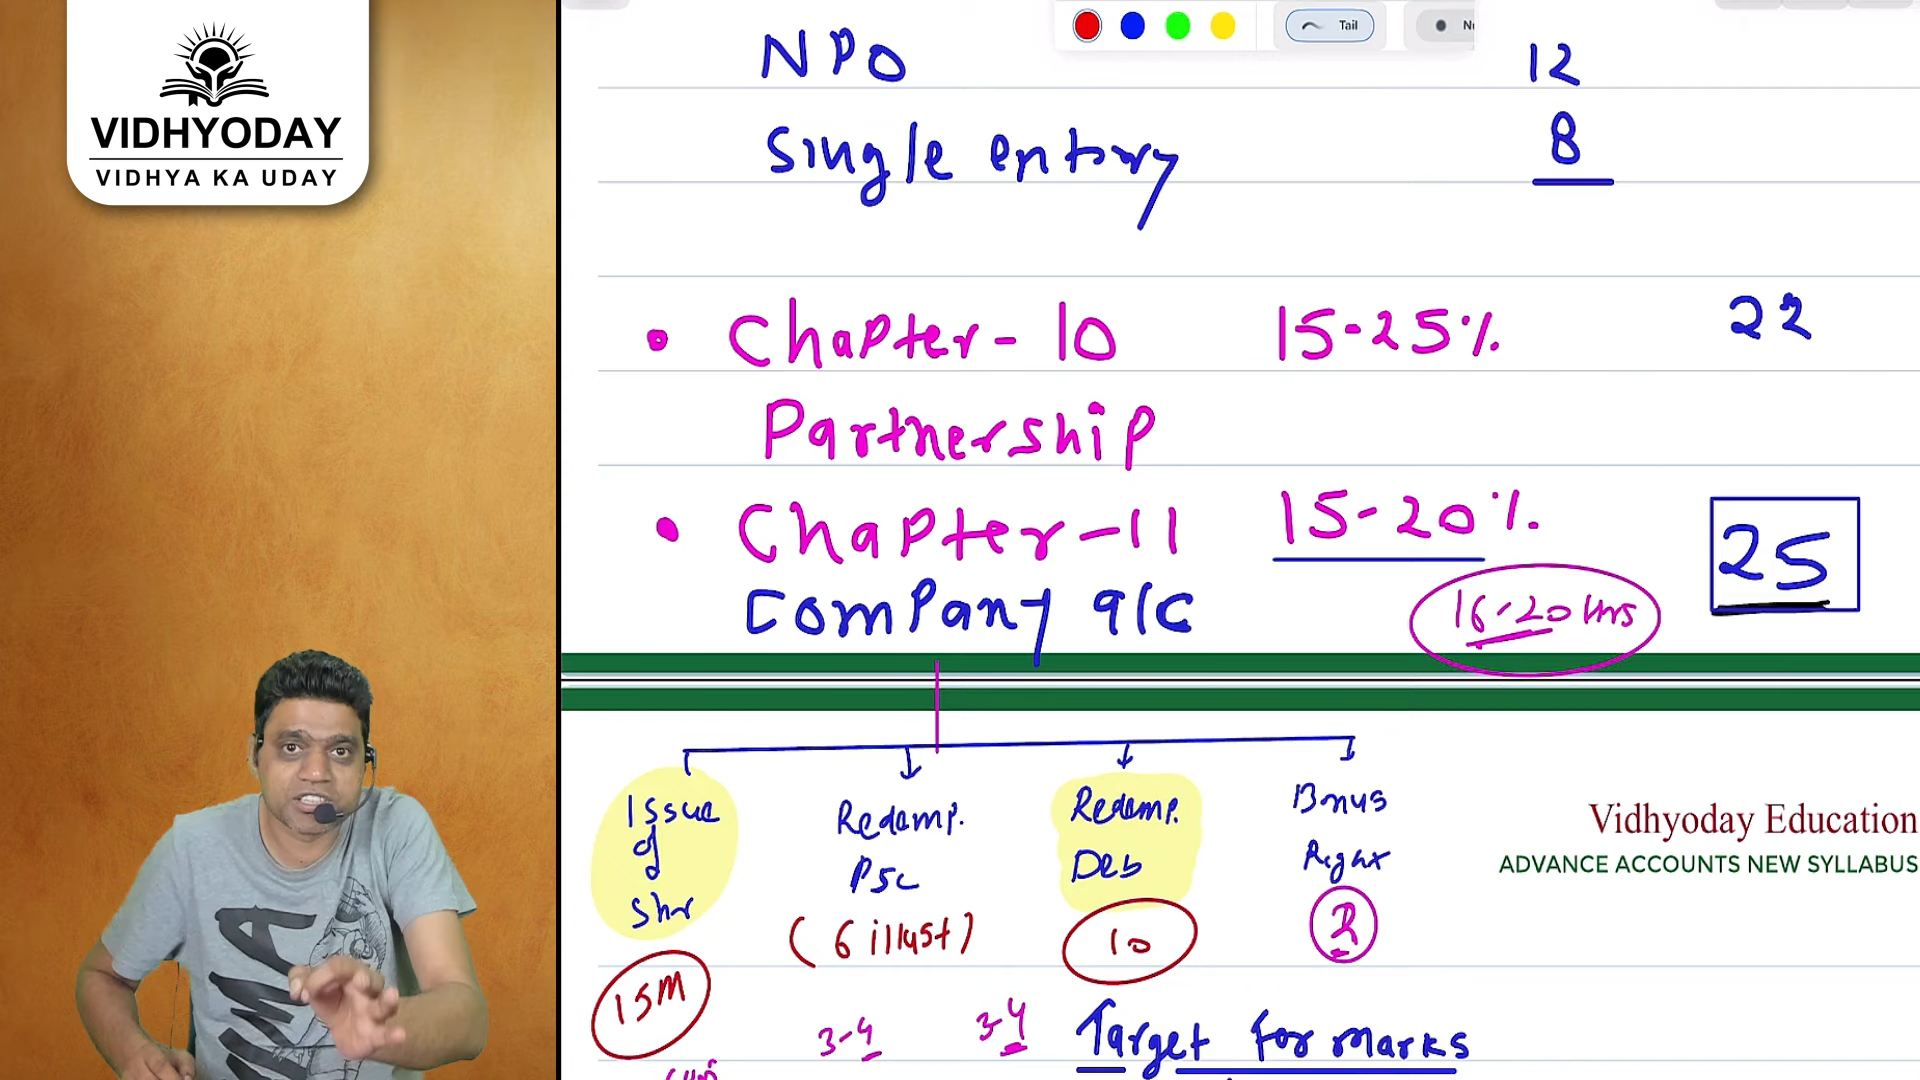 VIDHYODAY
VIDHYA KA UDAY
Tail
NPO 12
Single entry 8
• Chapter - 10 15-25% 22
Partnership
• Chapter - 11 15-20% 25
Company a/c 16-20 Hrs
Issue of Shr
Redemp. PSC
(6 illust)
Redemp. Deb
10
Bonus Right
2
15M
3-4 3-4
Target For marks
Vidhyoday Education
ADVANCE ACCOUNTS NEW SYLLABUS